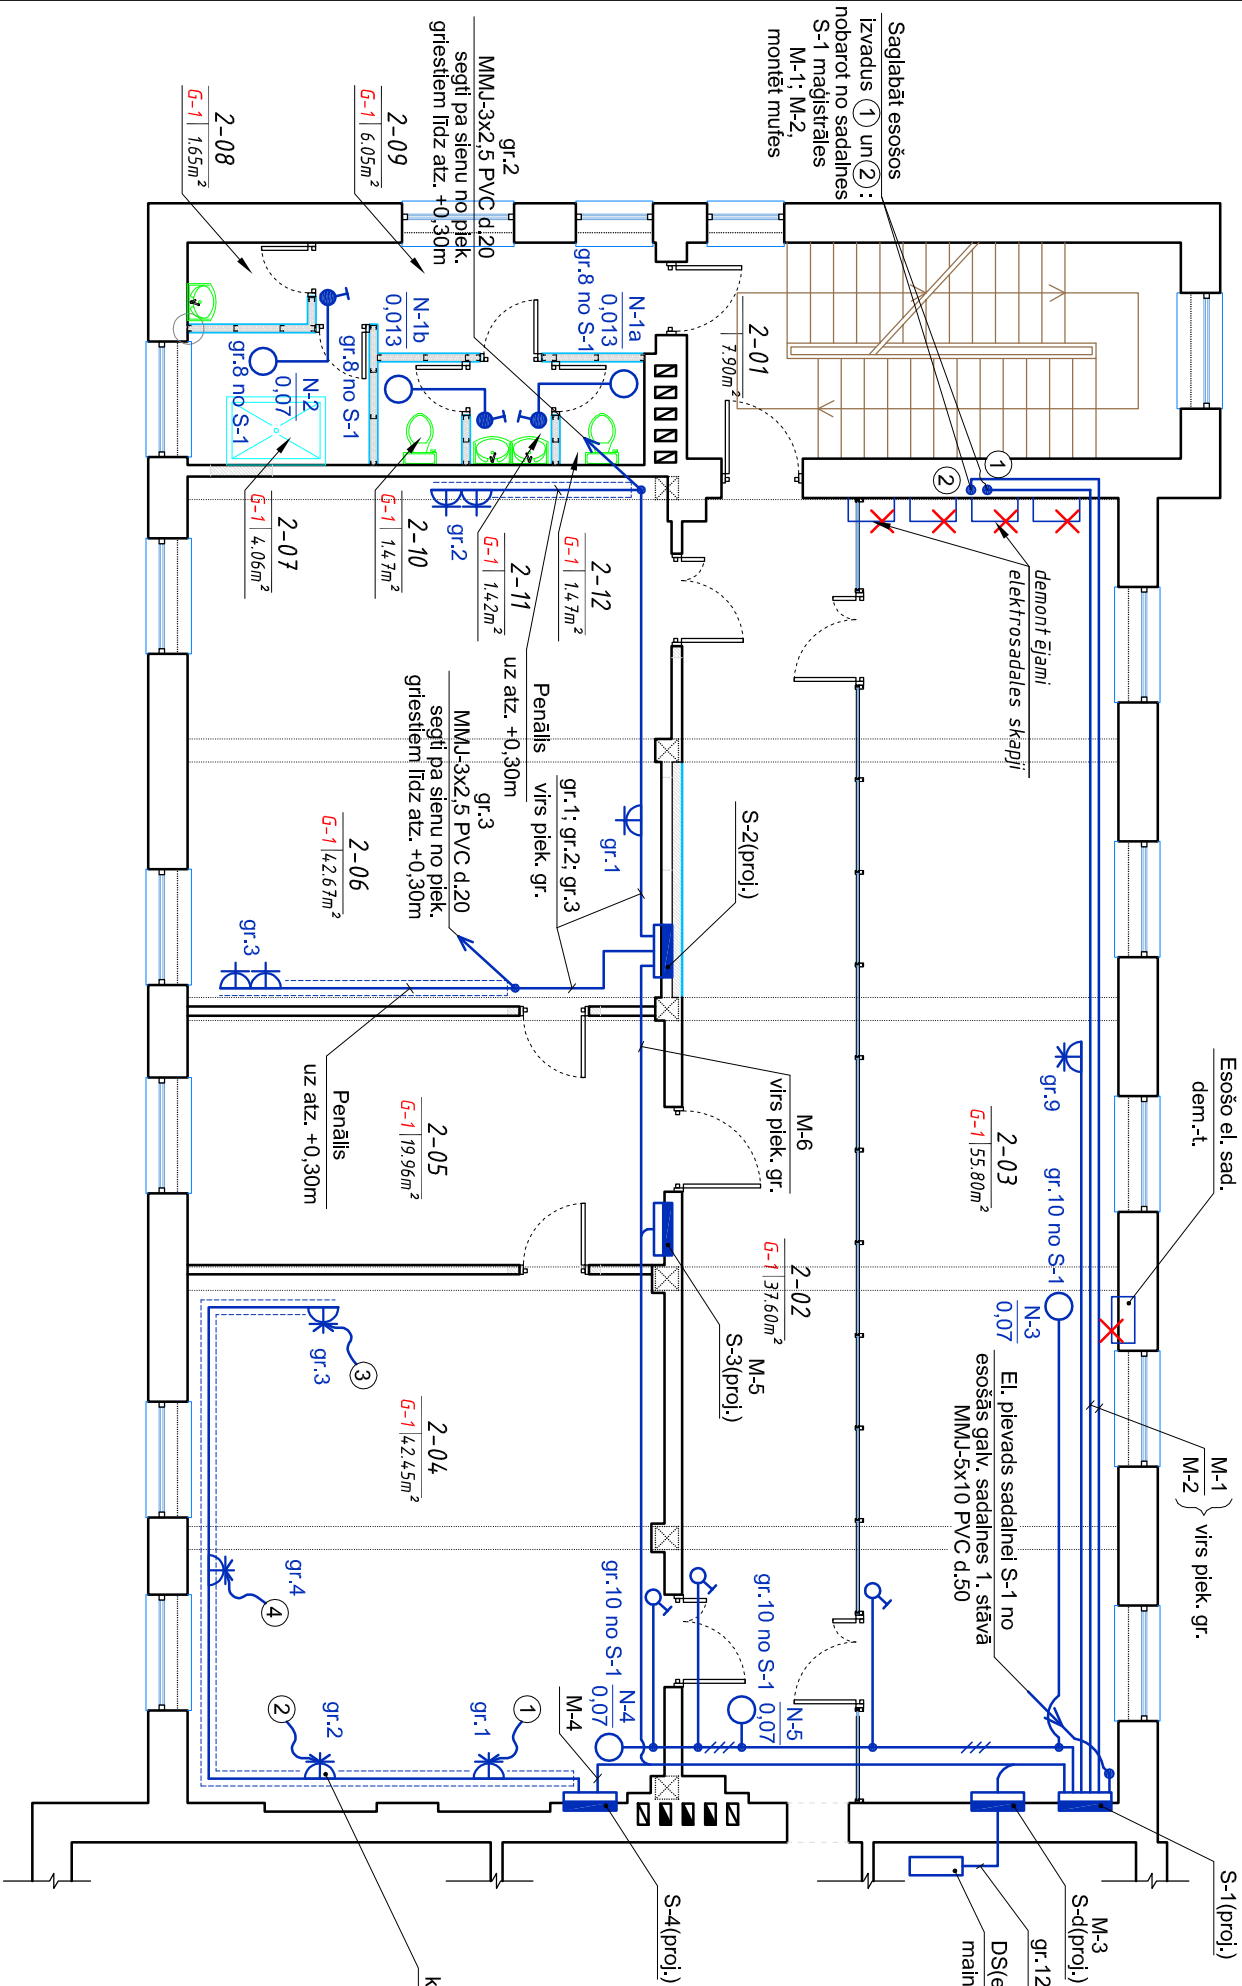 Saglabāt esošos
izvadus 1 un 2 :
nobarot no sadalnes
S-1 maģistrāles
M-1; M-2,
montēt mufes
gr.2
MMJ-3x2,5 PVC d.20
segti pa sienu no piek.
griestiem līdz atz. +0,30m
2-08
G-1 1.65m²
2-09
G-1 6.05m²
N-1a
0,013
gr.8 no S-1
N-1b
0,013
gr.8 no S-1
N-2
0,07
gr.8 no S-1
2-01
7.90m²
1
2
demontējami
elektrosadales skapji
2-07
G-1 4.06m²
2-10
G-1 1.47m²
2-11
G-1 1.42m²
2-12
G-1 1.47m²
gr.2
Penālis
uz atz. +0,30m
gr.1; gr.2; gr.3
virs piek. gr.
gr.1
S-2(proj.)
gr.3
MMJ-3x2,5 PVC d.20
segti pa sienu no piek.
griestiem līdz atz. +0,30m
2-06
G-1 42.67m²
gr.3
Penālis
uz atz. +0,30m
2-05
G-1 19.96m²
M-6
virs piek. gr.
2-03
G-1 55.80m²
gr.9
Esošo el. sad.
dem.-t.
gr.10 no S-1
N-3
0,07
2-02
G-1 37.60m²
M-5
S-3(proj.)
2-04
G-1 42.45m²
gr.3
3
gr.4
4
gr.2
2
gr.1
1
El. pievads sadalnei S-1 no
esošās galv. sadalnes 1. stāvā
MMJ-5x10 PVC d.50
M-1
M-2
virs piek. gr.
gr.10 no S-1
N-5
0,07
gr.10 no S-1
N-4
0,07
M-4
S-4(proj.)
S-1(proj.)
M-3
S-d(proj.)
gr.12
DS(e
main
k